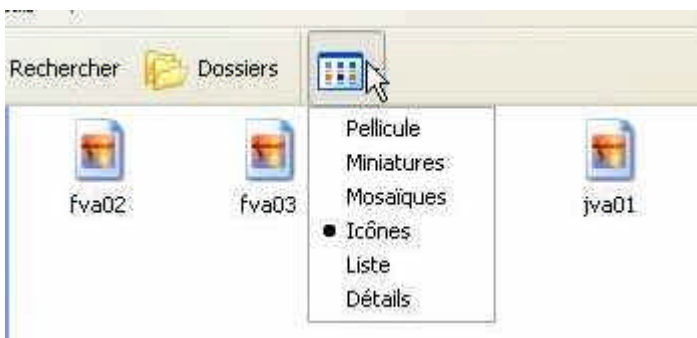 Rechercher Dossiers
Pellicule
Miniatures
fva02 fva03 Mosaïques jva01
Icônes
Liste
Détails